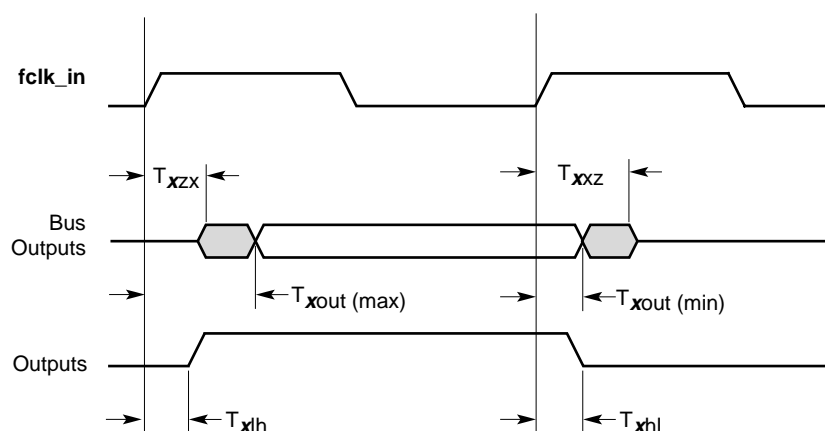 fclk_in
Txzx
Txxz
Bus
Outputs
Txout (max)
Txout (min)
Outputs
Txlh
Txhl